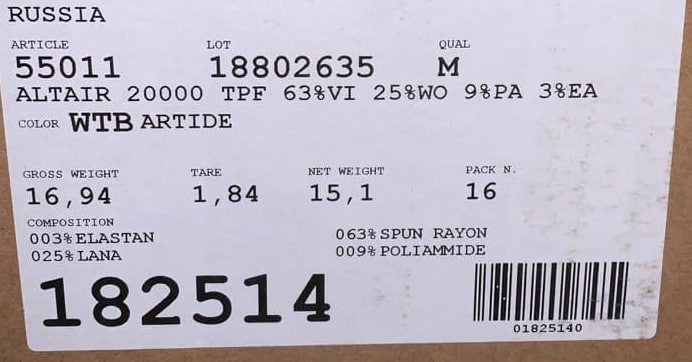 RUSSIA
ARTICLE LOT QUAL
55011 18802635 M
ALTAIR 20000 TPF 63%VI 25%WO 9%PA 3%EA
COLOR WTB ARTIDE
GROSS WEIGHT TARE NET WEIGHT PACK N.
16,94 1,84 15,1 16
COMPOSITION
003%ELASTAN 063%SPUN RAYON
025%LANA 009%POLIAMMIDE
182514
01825140